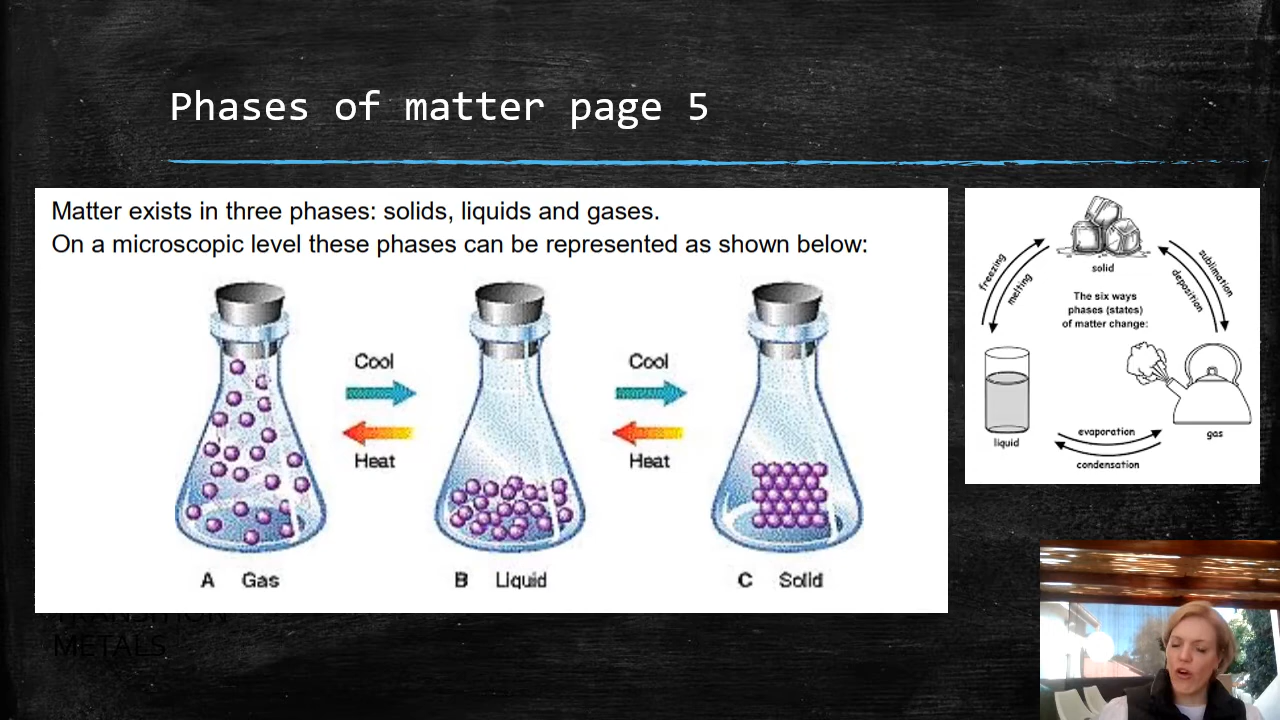 Phases of matter page 5
Matter exists in three phases: solids, liquids and gases.
On a microscopic level these phases can be represented as shown below:
Cool
Heat
Cool
Heat
A Gas
B Liquid
C Solid
solid
freezing
melting
sublimation
deposition
The six ways
phases (states)
of matter change:
liquid
gas
evaporation
condensation
TRANSITION
METALS